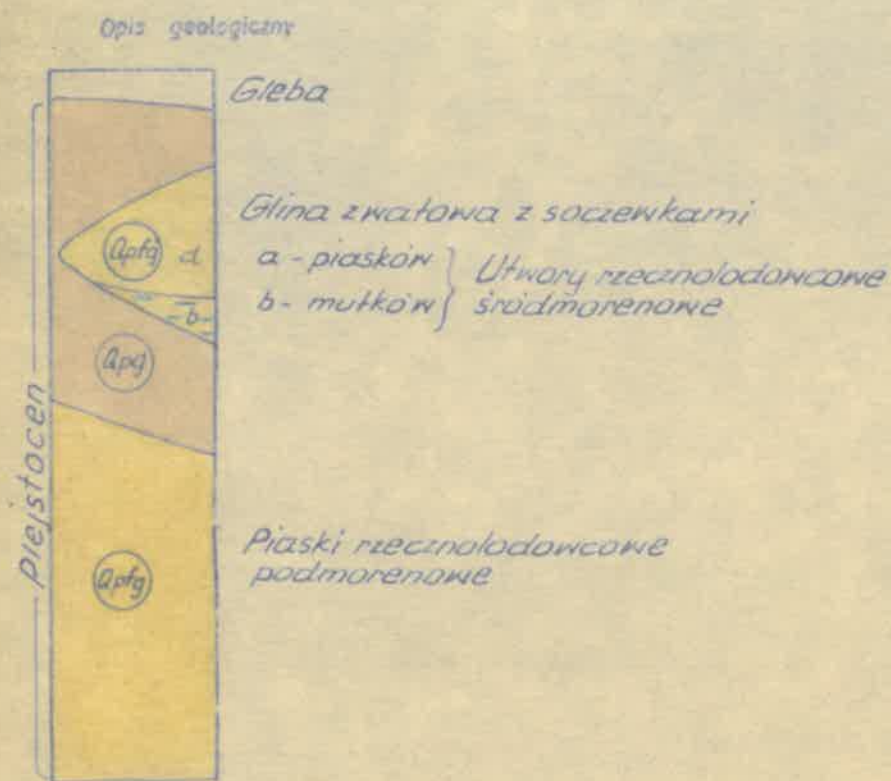 Opis geologiczny
Gleba
Glina zwałowa z soczewkami
a - piasków } Utwory rzecznolodowcowe
b - mułków } śródmorenowe
Qpfg a
-b-
Qpg
Plejstocen
Piaski rzecznolodowcowe
podmorenowe
Qpfg